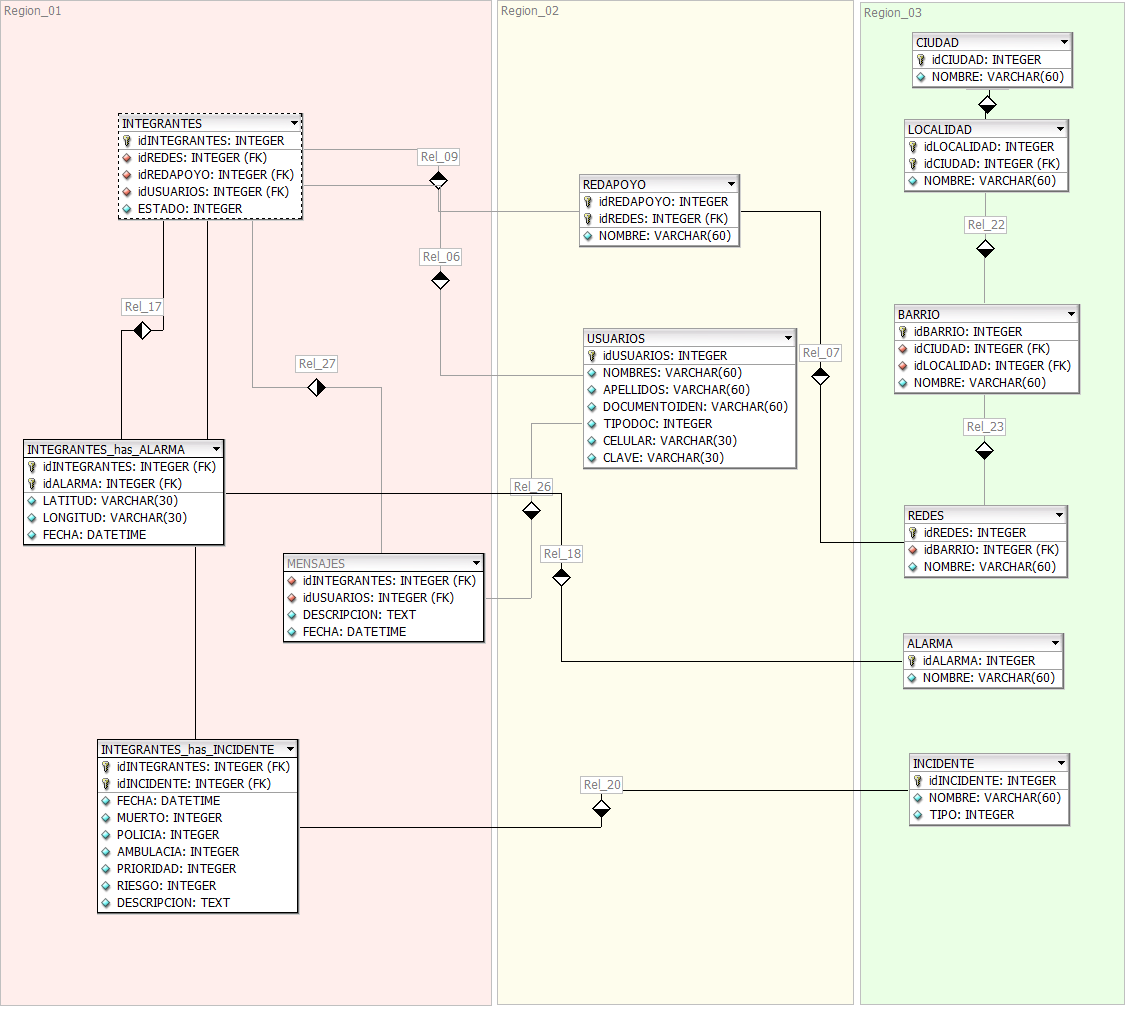 Region_01
INTEGRANTES
idINTEGRANTES: INTEGER
idREDES: INTEGER (FK)
idREDAPOYO: INTEGER (FK)
idUSUARIOS: INTEGER (FK)
ESTADO: INTEGER
Rel_17
Rel_27
INTEGRANTES_has_ALARMA
idINTEGRANTES: INTEGER (FK)
idALARMA: INTEGER (FK)
LATITUD: VARCHAR(30)
LONGITUD: VARCHAR(30)
FECHA: DATETIME
MENSAJES
idINTEGRANTES: INTEGER (FK)
idUSUARIOS: INTEGER (FK)
DESCRIPCION: TEXT
FECHA: DATETIME
INTEGRANTES_has_INCIDENTE
idINTEGRANTES: INTEGER (FK)
idINCIDENTE: INTEGER (FK)
FECHA: DATETIME
MUERTO: INTEGER
POLICIA: INTEGER
AMBULACIA: INTEGER
PRIORIDAD: INTEGER
RIESGO: INTEGER
DESCRIPCION: TEXT
Rel_09
Rel_06
Region_02
REDAPOYO
idREDAPOYO: INTEGER
idREDES: INTEGER (FK)
NOMBRE: VARCHAR(60)
USUARIOS
idUSUARIOS: INTEGER
NOMBRES: VARCHAR(60)
APELLIDOS: VARCHAR(60)
DOCUMENTOIDEN: VARCHAR(60)
TIPODOC: INTEGER
CELULAR: VARCHAR(30)
CLAVE: VARCHAR(30)
Rel_07
Rel_26
Rel_18
Rel_20
Region_03
CIUDAD
idCIUDAD: INTEGER
NOMBRE: VARCHAR(60)
LOCALIDAD
idLOCALIDAD: INTEGER
idCIUDAD: INTEGER (FK)
NOMBRE: VARCHAR(60)
Rel_22
BARRIO
idBARRIO: INTEGER
idCIUDAD: INTEGER (FK)
idLOCALIDAD: INTEGER (FK)
NOMBRE: VARCHAR(60)
Rel_23
REDES
idREDES: INTEGER
idBARRIO: INTEGER (FK)
NOMBRE: VARCHAR(60)
ALARMA
idALARMA: INTEGER
NOMBRE: VARCHAR(60)
INCIDENTE
idINCIDENTE: INTEGER
NOMBRE: VARCHAR(60)
TIPO: INTEGER